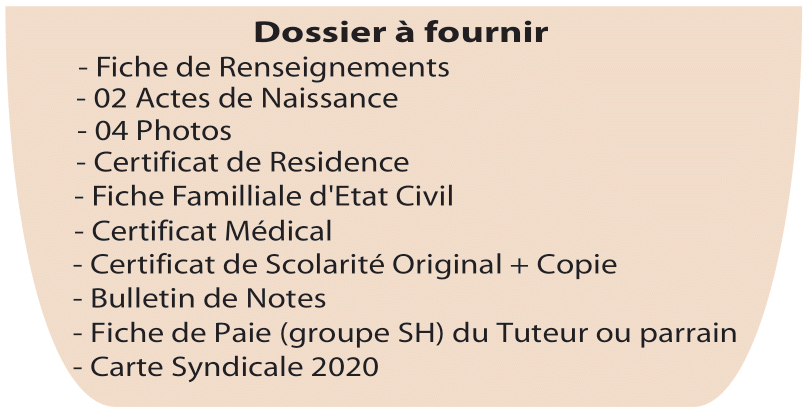 Dossier à fournir
- Fiche de Renseignements
- 02 Actes de Naissance
- 04 Photos
- Certificat de Residence
- Fiche Familliale d'Etat Civil
- Certificat Médical
- Certificat de Scolarité Original + Copie
- Bulletin de Notes
- Fiche de Paie (groupe SH) du Tuteur ou parrain
- Carte Syndicale 2020